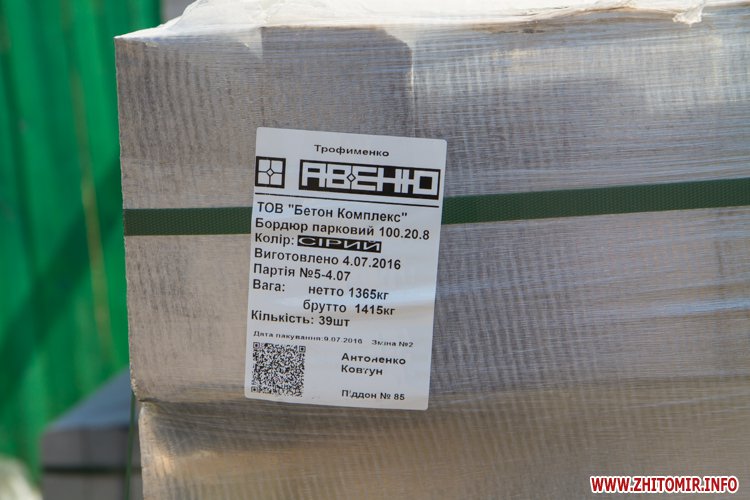 Трофименко
АВЕНЮ
ТОВ "Бетон Комплекс"
Бордюр парковий 100.20.8
Колір: СІРИЙ
Виготовлено 4.07.2016
Партія №5-4.07
Вага: нетто 1365кг
брутто 1415кг
Кількість: 39шт
Дата пакування:9.07.2016 Зміна №2
Антоненко
Ковтун
Піддон № 85
WWW.ZHITOMIR.INFO